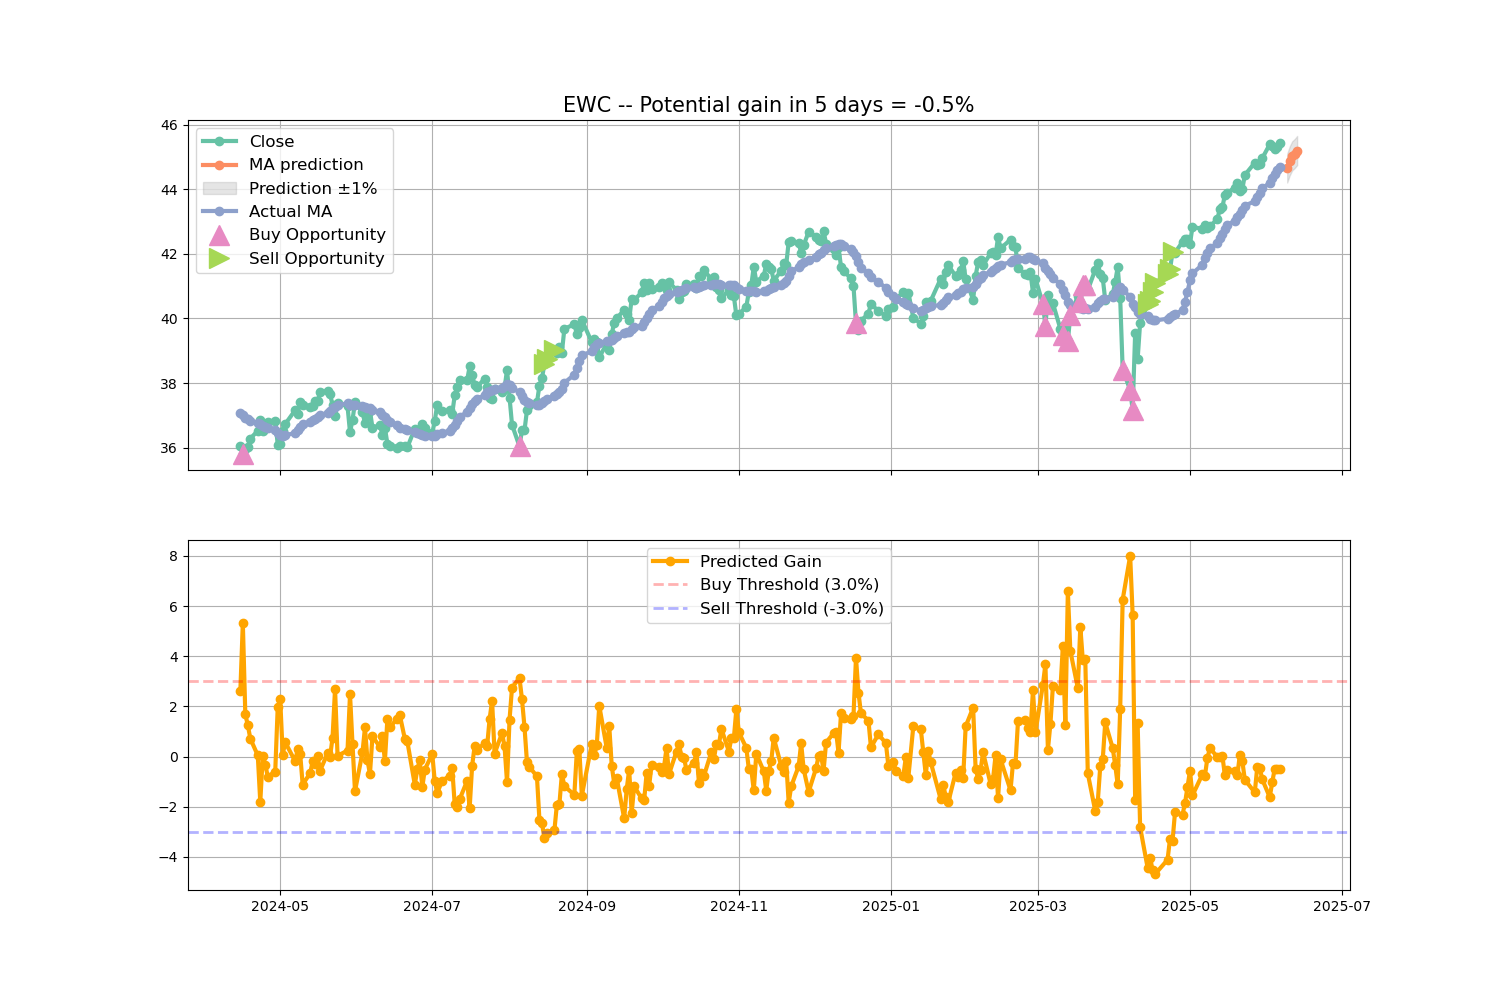 EWC -- Potential gain in 5 days = -0.5%
46
44
42
40
38
36
Close
MA prediction
Prediction ±1%
Actual MA
Buy Opportunity
Sell Opportunity
8
6
4
2
0
−2
−4
Predicted Gain
Buy Threshold (3.0%)
Sell Threshold (-3.0%)
2024-05
2024-07
2024-09
2024-11
2025-01
2025-03
2025-05
2025-07